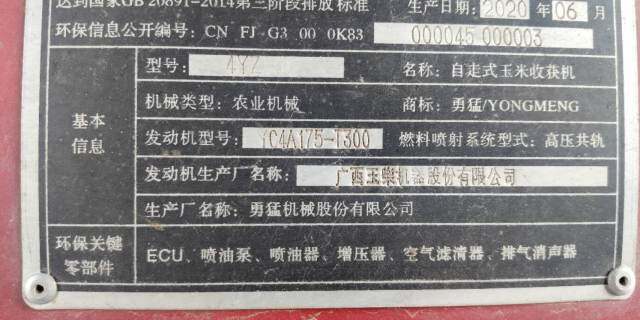 达到国家GB 20891-2014第三阶段排放标准 生产日期: 2020 年 06 月
环保信息公开编号: CN FJ G3 00 0K83 000045 000003
型号: 4YZ 名称: 自走式玉米收获机
机械类型: 农业机械 商标: 勇猛/YONGMENG
基本信息
发动机型号: YC4A175-T300 燃料喷射系统型式: 高压共轨
发动机生产厂名称: 广西玉柴机器股份有限公司
生产厂名称: 勇猛机械股份有限公司
环保关键零部件
ECU、喷油泵、喷油器、增压器、空气滤清器、排气消声器